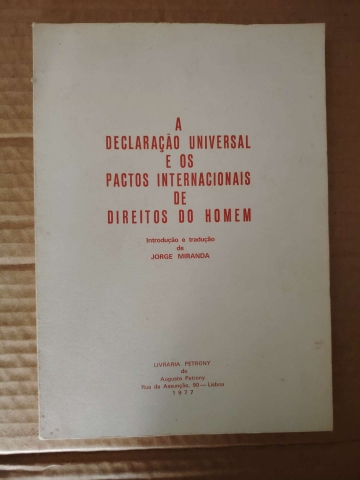 A
DECLARAÇÃO UNIVERSAL
E OS
PACTOS INTERNACIONAIS
DE
DIREITOS DO HOMEM
Introdução e tradução
de
JORGE MIRANDA
LIVRARIA PETRONY
de
Augusto Petrony
Rua da Assunção, 90 — Lisboa
1977